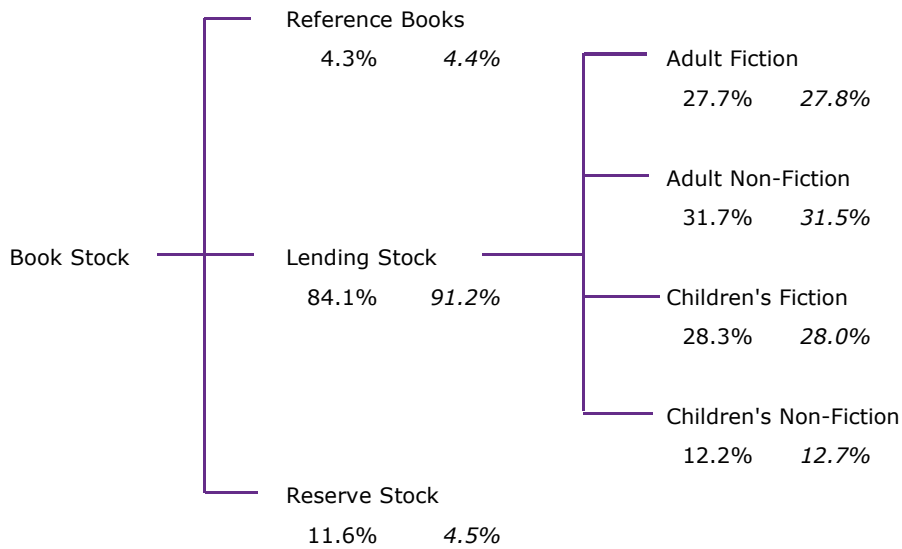 Reference Books
4.3% 4.4%
Adult Fiction
27.7% 27.8%
Adult Non-Fiction
31.7% 31.5%
Book Stock
Lending Stock
84.1% 91.2%
Children's Fiction
28.3% 28.0%
Children's Non-Fiction
12.2% 12.7%
Reserve Stock
11.6% 4.5%